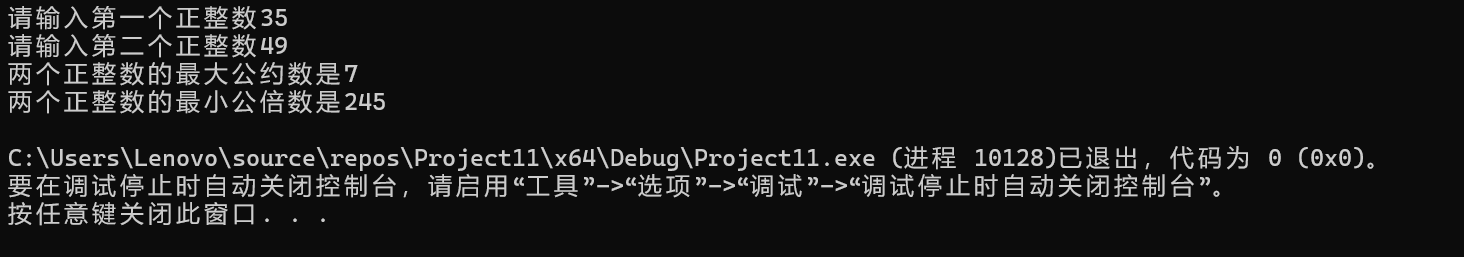 请输入第一个正整数35
请输入第二个正整数49
两个正整数的最大公约数是7
两个正整数的最小公倍数是245
C:\Users\Lenovo\source\repos\Project11\x64\Debug\Project11.exe (进程 10128)已退出，代码为 0 (0x0)。
要在调试停止时自动关闭控制台，请启用“工具”->“选项”->“调试”->“调试停止时自动关闭控制台”。
按任意键关闭此窗口. . .